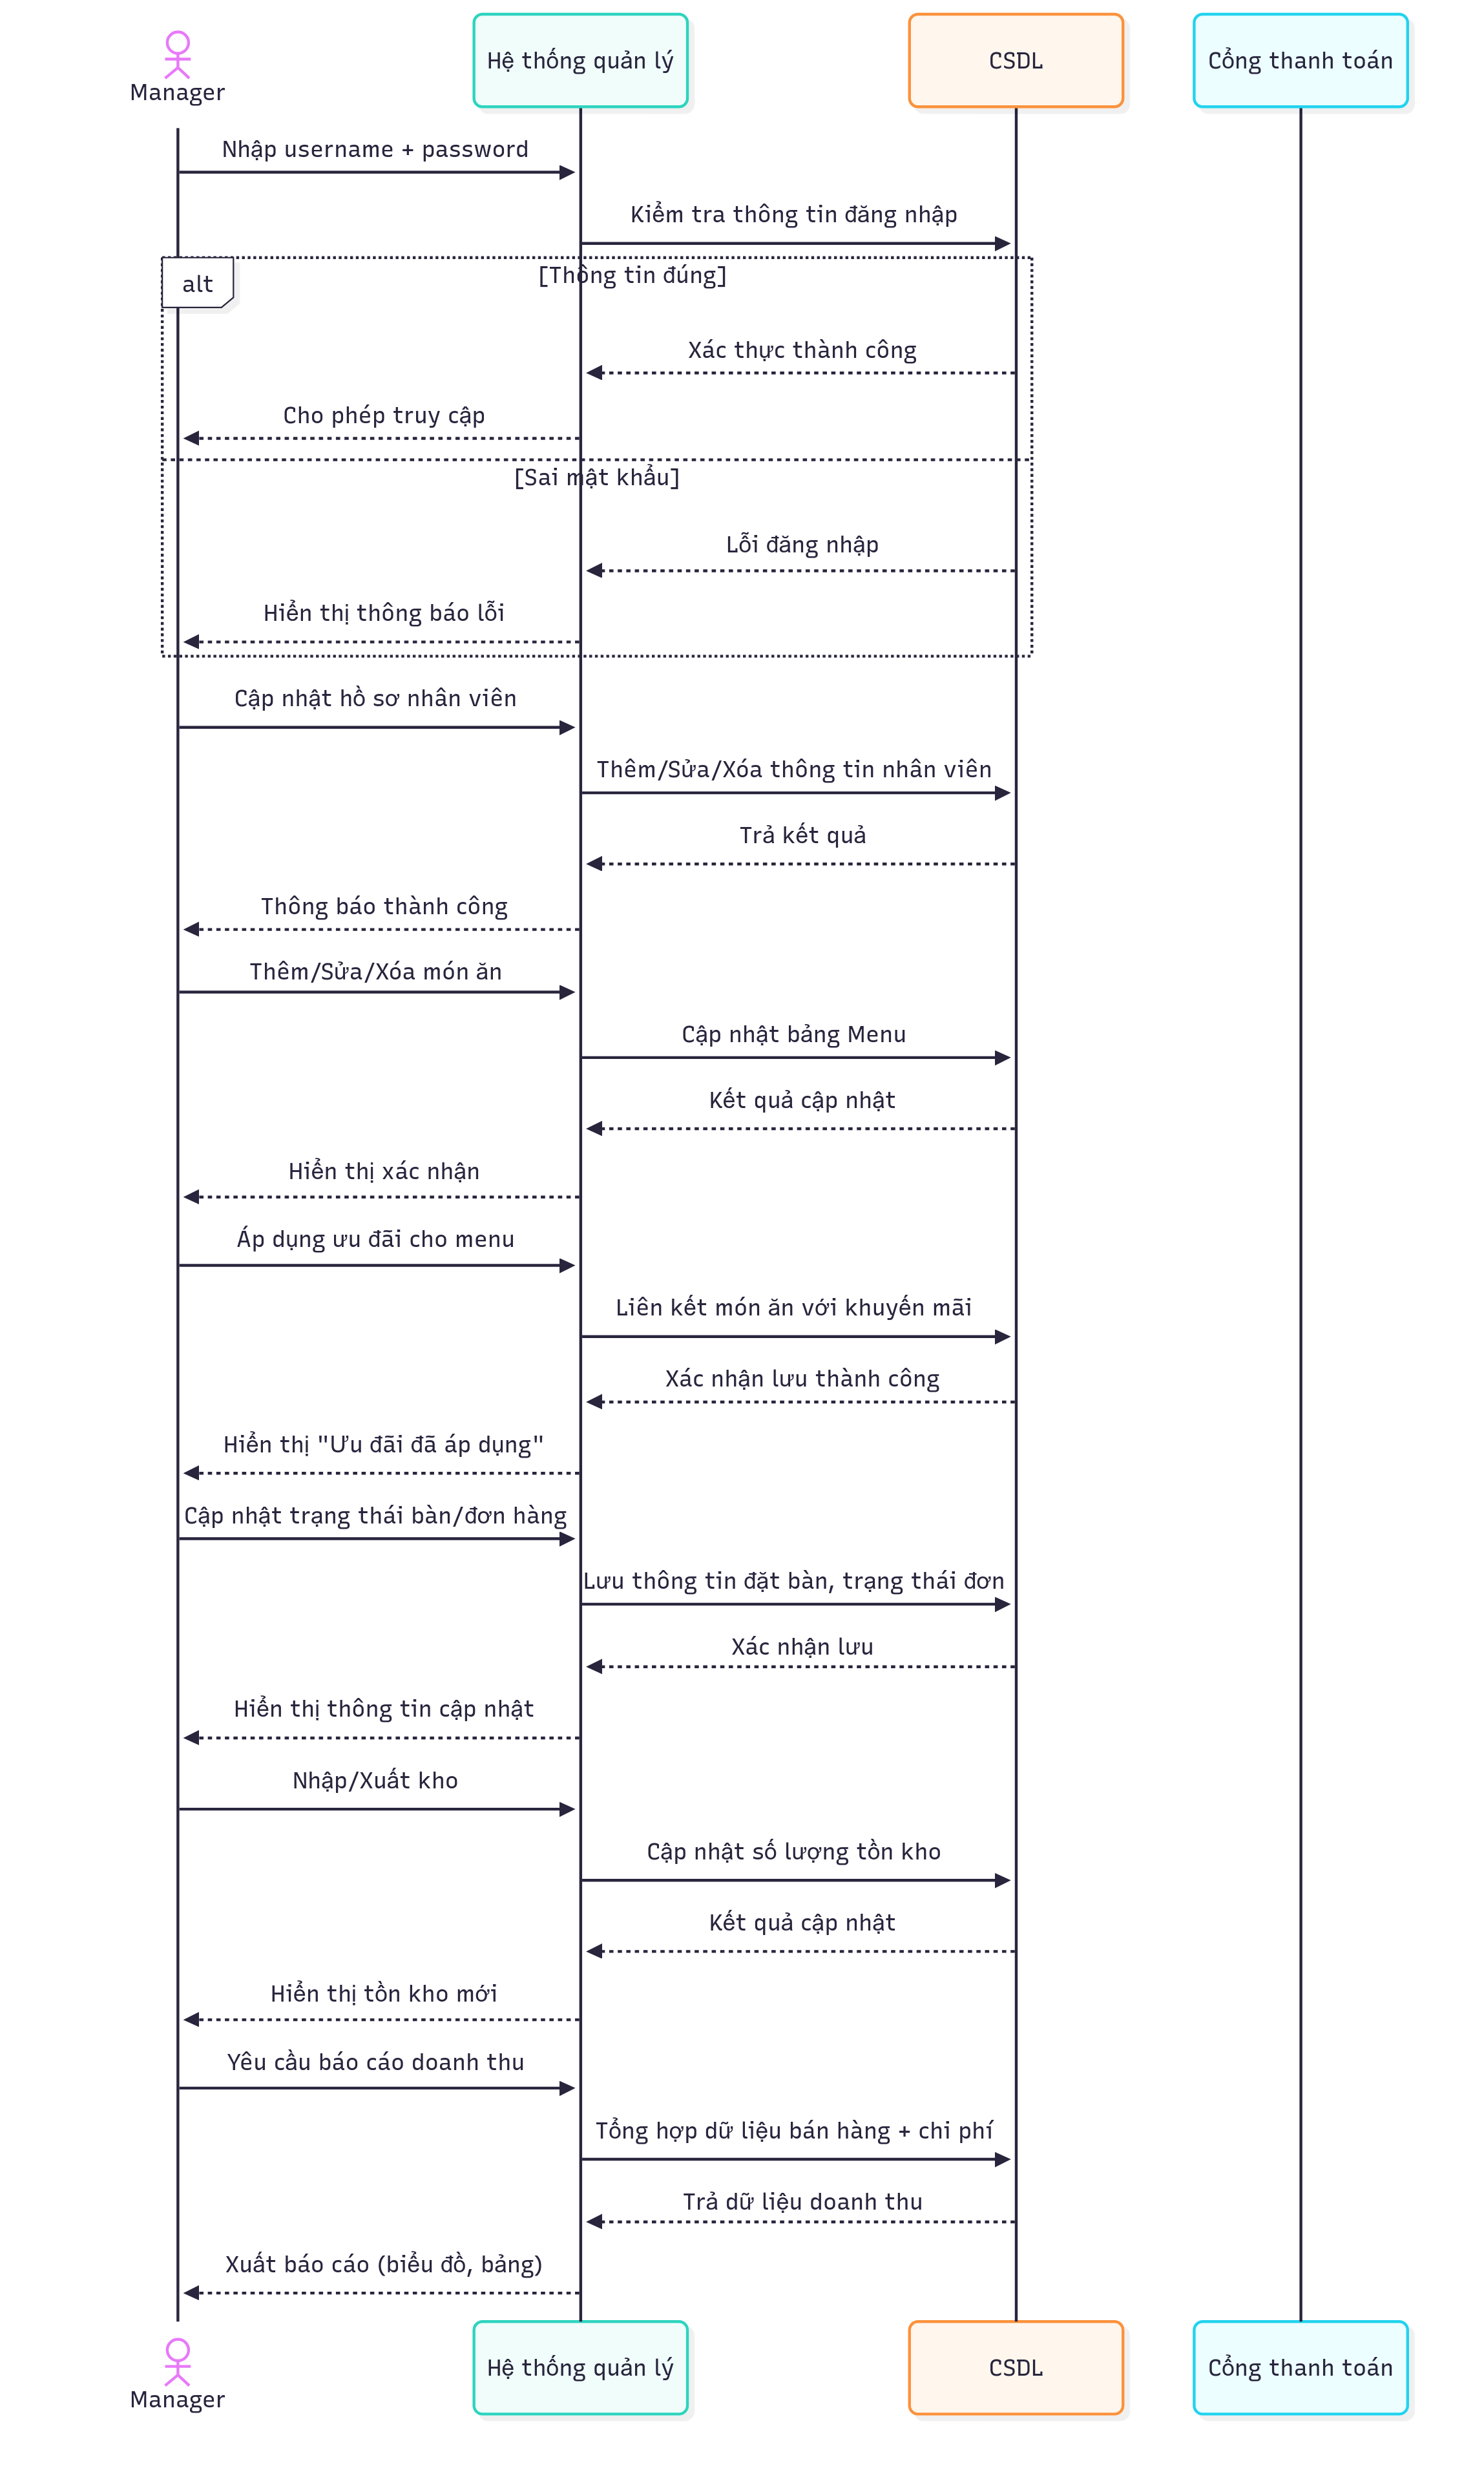 Manager
Hệ thống quản lý
CSDL
Cổng thanh toán
Nhập username + password
Kiểm tra thông tin đăng nhập
alt
[Thông tin đúng]
Xác thực thành công
Cho phép truy cập
[Sai mật khẩu]
Lỗi đăng nhập
Hiển thị thông báo lỗi
Cập nhật hồ sơ nhân viên
Thêm/Sửa/Xóa thông tin nhân viên
Trả kết quả
Thông báo thành công
Thêm/Sửa/Xóa món ăn
Cập nhật bảng Menu
Kết quả cập nhật
Hiển thị xác nhận
Áp dụng ưu đãi cho menu
Liên kết món ăn với khuyến mãi
Xác nhận lưu thành công
Hiển thị "Ưu đãi đã áp dụng"
Cập nhật trạng thái bàn/đơn hàng
Lưu thông tin đặt bàn, trạng thái đơn
Xác nhận lưu
Hiển thị thông tin cập nhật
Nhập/Xuất kho
Cập nhật số lượng tồn kho
Kết quả cập nhật
Hiển thị tồn kho mới
Yêu cầu báo cáo doanh thu
Tổng hợp dữ liệu bán hàng + chi phí
Trả dữ liệu doanh thu
Xuất báo cáo (biểu đồ, bảng)
Manager
Hệ thống quản lý
CSDL
Cổng thanh toán